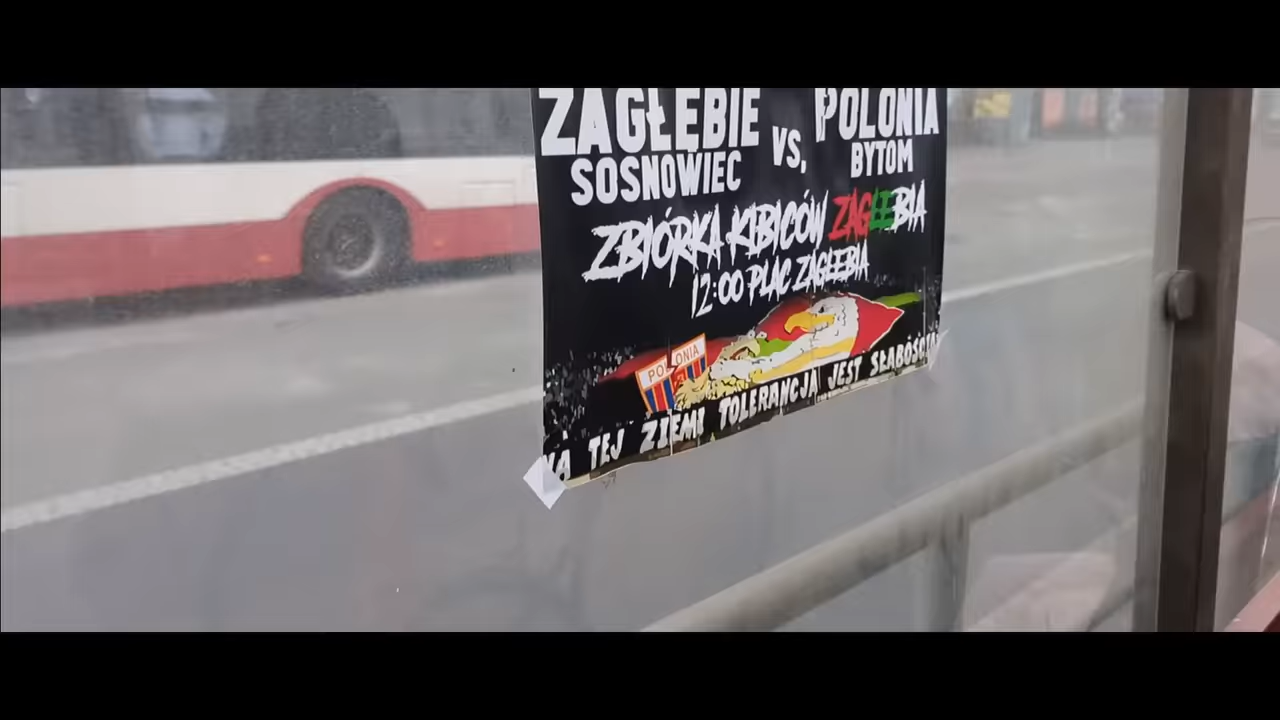 ZAGŁĘBIE vs. POLONIA
SOSNOWIEC BYTOM
ZBIÓRKA KIBICÓW ZAGŁĘBIA
12:00 PLAC ZAGŁĘBIA
POLONIA
NA TEJ ZIEMI TOLERANCJA JEST SŁABOŚCIĄ